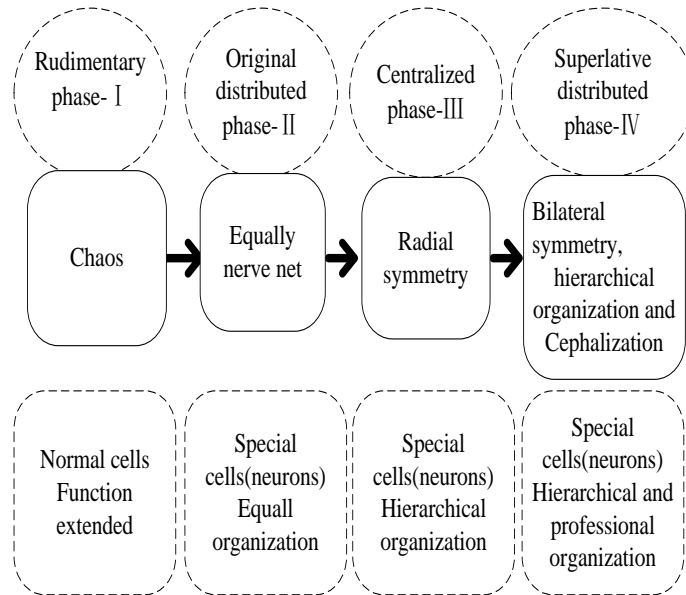 Rudimentary
phase- Ⅰ
Original
distributed
phase-Ⅱ
Centralized
phase-Ⅲ
Superlative
distributed
phase-Ⅳ
Chaos
Equally
nerve net
Radial
symmetry
Bilateral
symmetry,
hierarchical
organization and
Cephalization
Normal cells
Function
extended
Special
cells(neurons)
Equall
organization
Special
cells(neurons)
Hierarchical
organization
Special
cells(neurons)
Hierarchical and
professional
organization